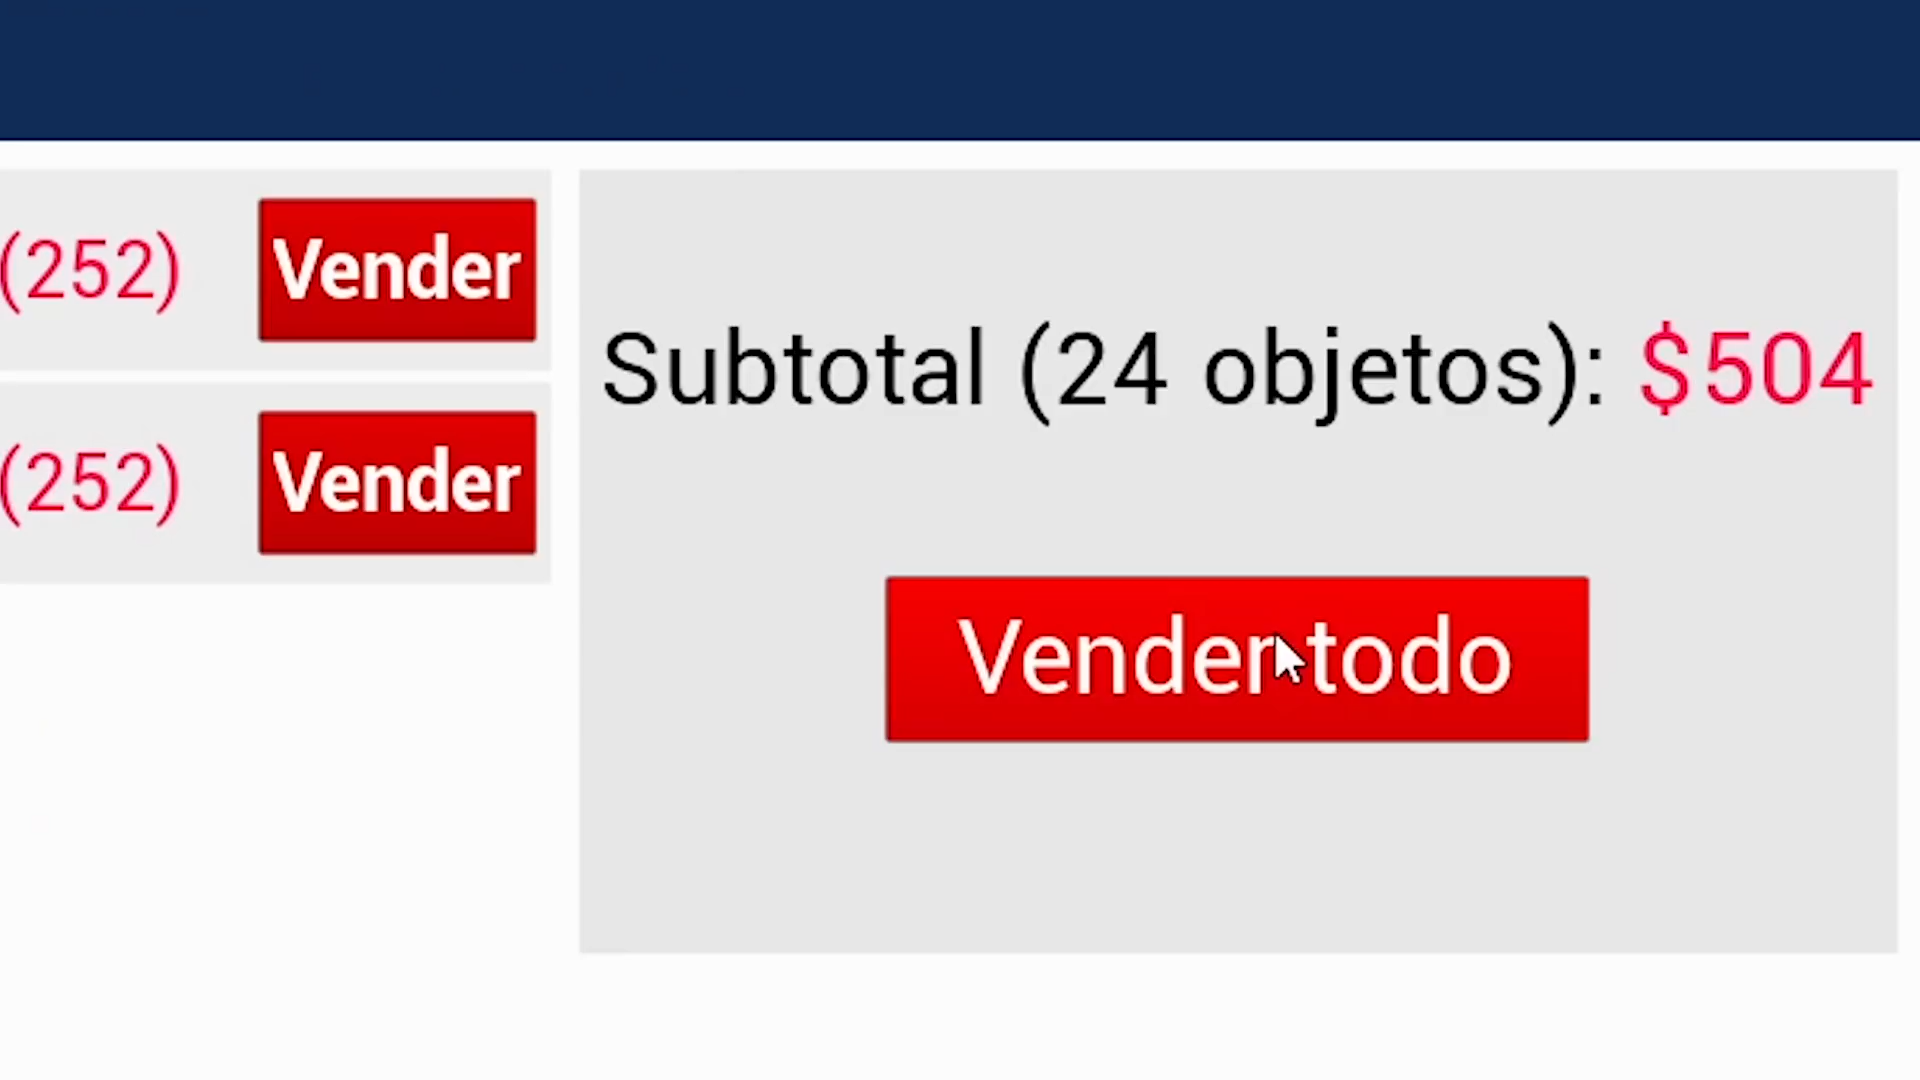 (252) Vender
(252) Vender
Subtotal (24 objetos): $504
Vender todo